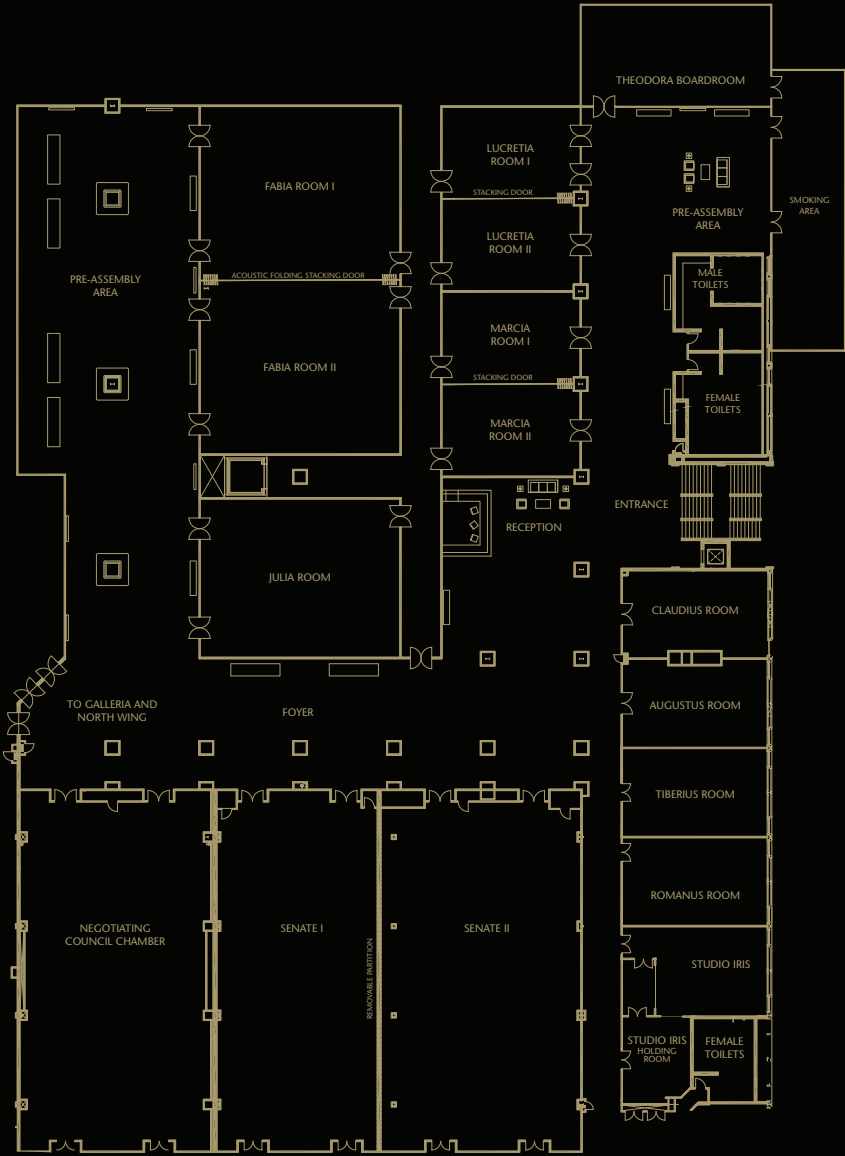 THEODORA BOARDROOM
LUCRETIA
ROOM I
FABIA ROOM I
STACKING DOOR
SMOKING
AREA
PRE-ASSEMBLY
AREA
LUCRETIA
ROOM II
PRE-ASSEMBLY
AREA
ACOUSTIC FOLDING STACKING DOOR
MALE
TOILETS
MARCIA
ROOM I
FABIA ROOM II
STACKING DOOR
FEMALE
TOILETS
MARCIA
ROOM II
ENTRANCE
RECEPTION
JULIA ROOM
CLAUDIUS ROOM
TO GALLERIA AND
NORTH WING
FOYER
AUGUSTUS ROOM
TIBERIUS ROOM
ROMANUS ROOM
NEGOTIATING
COUNCIL CHAMBER
SENATE I
REMOVABLE PARTITION
SENATE II
STUDIO IRIS
STUDIO IRIS
HOLDING
ROOM
FEMALE
TOILETS